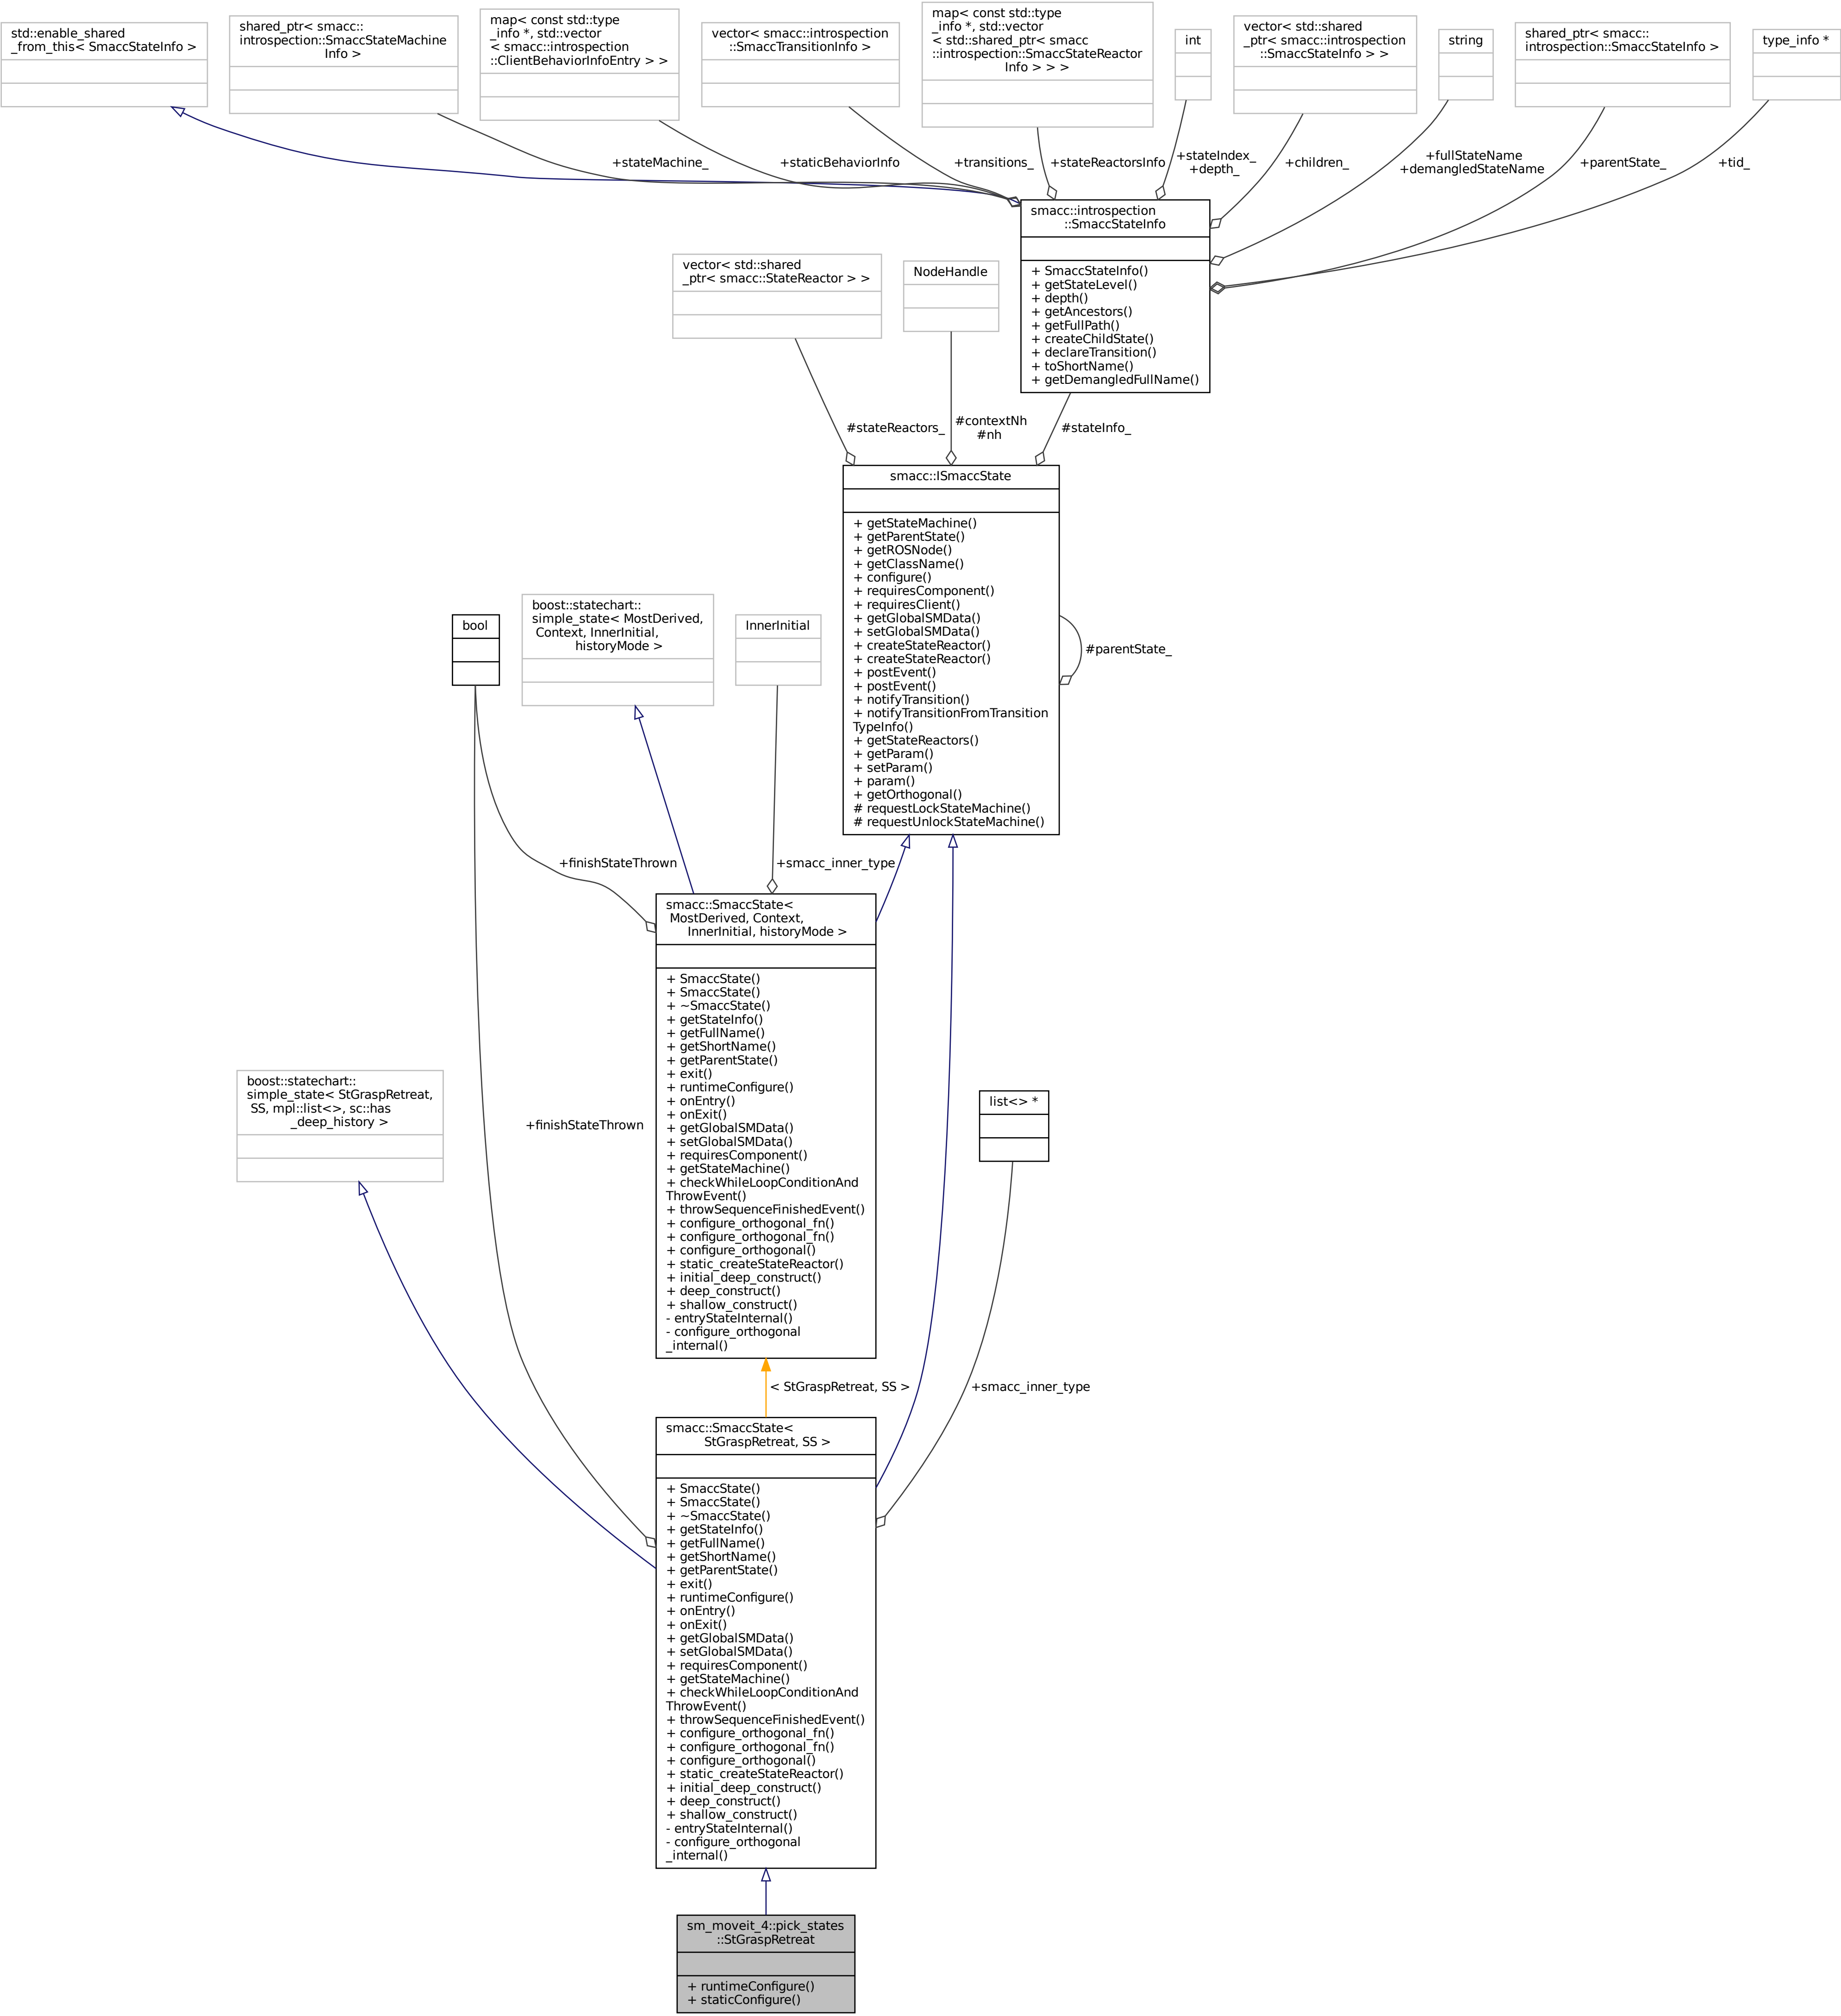 std::enable_shared
_from_this< SmaccStateInfo >
shared_ptr< smacc::
introspection::SmaccStateMachine
Info >
map< const std::type
_info *, std::vector
< smacc::introspection
::ClientBehaviorInfoEntry > >
vector< smacc::introspection
::SmaccTransitionInfo >
map< const std::type
_info *, std::vector
< std::shared_ptr< smacc
::introspection::SmaccStateReactor
Info > > >
int
vector< std::shared
_ptr< smacc::introspection
::SmaccStateInfo > >
string
shared_ptr< smacc::
introspection::SmaccStateInfo >
type_info *
+stateMachine_
+staticBehaviorInfo
+transitions_
+stateReactorsInfo
+stateIndex_
+depth_
+children_
+fullStateName
+demangledStateName
+parentState_
+tid_
smacc::introspection
::SmaccStateInfo
+ SmaccStateInfo()
+ getStateLevel()
+ depth()
+ getAncestors()
+ getFullPath()
+ createChildState()
+ declareTransition()
+ toShortName()
+ getDemangledFullName()
vector< std::shared
_ptr< smacc::StateReactor > >
NodeHandle
#stateReactors_
#contextNh
#nh
#stateInfo_
smacc::ISmaccState
+ getStateMachine()
+ getParentState()
+ getROSNode()
+ getClassName()
+ configure()
+ requiresComponent()
+ requiresClient()
+ getGlobalSMData()
+ setGlobalSMData()
+ createStateReactor()
+ createStateReactor()
+ postEvent()
+ postEvent()
+ notifyTransition()
+ notifyTransitionFromTransition
TypeInfo()
+ getStateReactors()
+ getParam()
+ setParam()
+ param()
+ getOrthogonal()
# requestLockStateMachine()
# requestUnlockStateMachine()
#parentState_
bool
boost::statechart::
simple_state< MostDerived,
Context, InnerInitial,
historyMode >
InnerInitial
+finishStateThrown
+smacc_inner_type
smacc::SmaccState<
MostDerived, Context,
InnerInitial, historyMode >
+ SmaccState()
+ SmaccState()
+ ~SmaccState()
+ getStateInfo()
+ getFullName()
+ getShortName()
+ getParentState()
+ exit()
+ runtimeConfigure()
+ onEntry()
+ onExit()
+ getGlobalSMData()
+ setGlobalSMData()
+ requiresComponent()
+ getStateMachine()
+ checkWhileLoopConditionAnd
ThrowEvent()
+ throwSequenceFinishedEvent()
+ configure_orthogonal_fn()
+ configure_orthogonal_fn()
+ configure_orthogonal()
+ static_createStateReactor()
+ initial_deep_construct()
+ deep_construct()
+ shallow_construct()
- entryStateInternal()
- configure_orthogonal
_internal()
boost::statechart::
simple_state< StGraspRetreat,
SS, mpl::list<>, sc::has
_deep_history >
+finishStateThrown
list<> *
< StGraspRetreat, SS >
+smacc_inner_type
smacc::SmaccState<
StGraspRetreat, SS >
+ SmaccState()
+ SmaccState()
+ ~SmaccState()
+ getStateInfo()
+ getFullName()
+ getShortName()
+ getParentState()
+ exit()
+ runtimeConfigure()
+ onEntry()
+ onExit()
+ getGlobalSMData()
+ setGlobalSMData()
+ requiresComponent()
+ getStateMachine()
+ checkWhileLoopConditionAnd
ThrowEvent()
+ throwSequenceFinishedEvent()
+ configure_orthogonal_fn()
+ configure_orthogonal_fn()
+ configure_orthogonal()
+ static_createStateReactor()
+ initial_deep_construct()
+ deep_construct()
+ shallow_construct()
- entryStateInternal()
- configure_orthogonal
_internal()
sm_moveit_4::pick_states
::StGraspRetreat
+ runtimeConfigure()
+ staticConfigure()